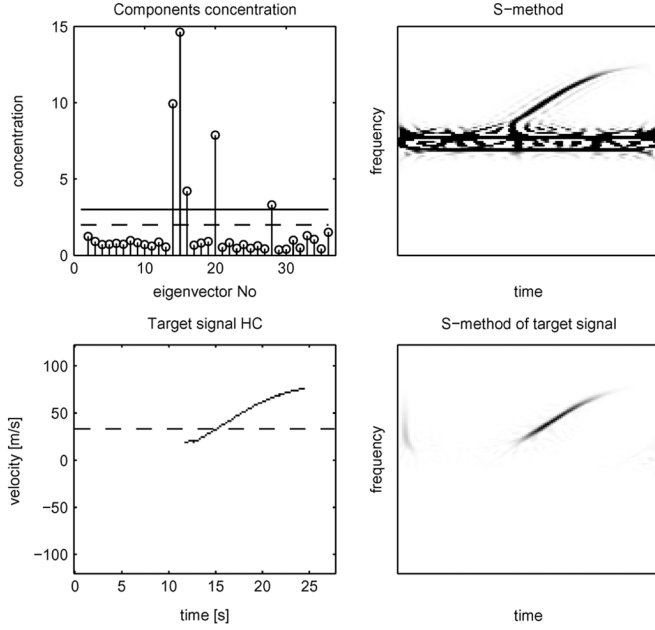 Components concentration
S-method
15
10
5
0
concentration
0
10
20
30
eigenvector No
frequency
time
Target signal HC
S-method of target signal
100
50
0
-50
-100
velocity [m/s]
0
5
10
15
20
25
time [s]
frequency
time